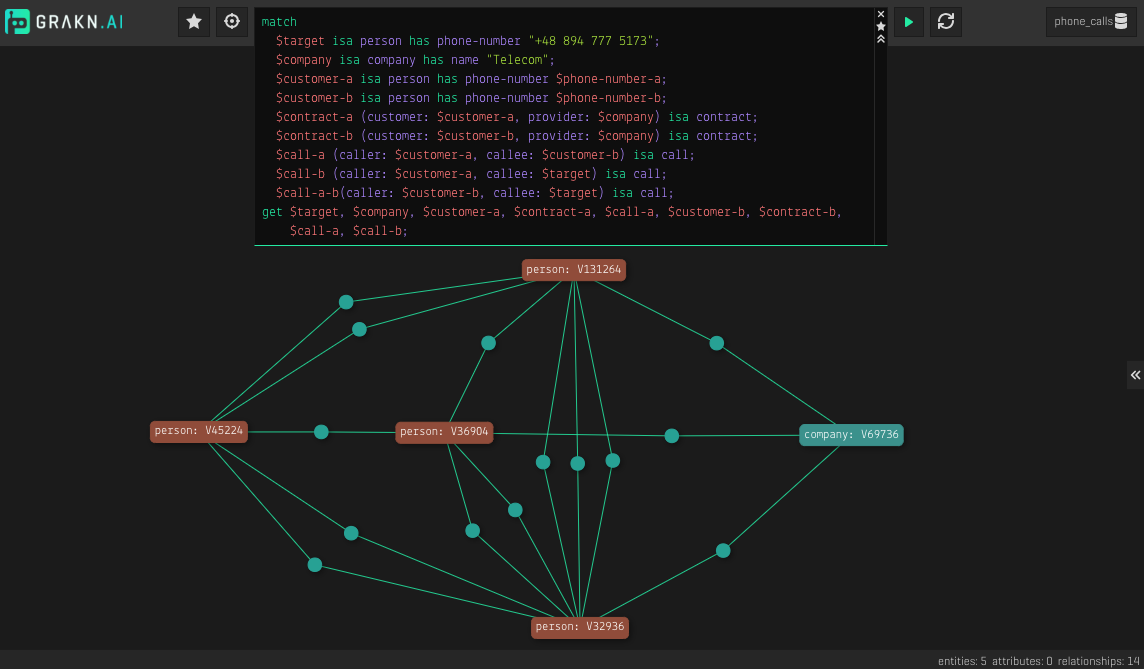 GRAKN.AI
match
$target isa person has phone-number "+48 894 777 5173";
$company isa company has name "Telecom";
$customer-a isa person has phone-number $phone-number-a;
$customer-b isa person has phone-number $phone-number-b;
$contract-a (customer: $customer-a, provider: $company) isa contract;
$contract-b (customer: $customer-b, provider: $company) isa contract;
$call-a (caller: $customer-a, callee: $customer-b) isa call;
$call-b (caller: $customer-a, callee: $target) isa call;
$call-a-b(caller: $customer-b, callee: $target) isa call;
get $target, $company, $customer-a, $contract-a, $call-a, $customer-b, $contract-b,
$call-a, $call-b;
phone_calls
person: V131264
person: V45224
person: V36904
company: V69736
person: V32936
entities: 5 attributes: 0 relationships: 14